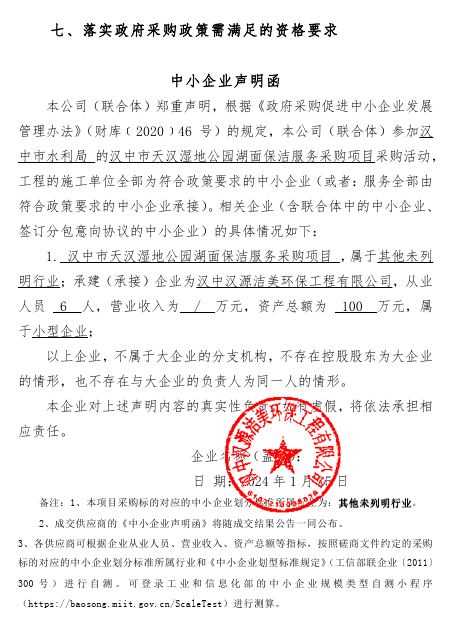 七、落实政府采购政策需满足的资格要求
中小企业声明函
本公司（联合体）郑重声明，根据《政府采购促进中小企业发展
管理办法》（财库﹝2020﹞46 号）的规定，本公司（联合体）参加汉
中市水利局 的汉中市天汉湿地公园湖面保洁服务采购项目采购活动，
工程的施工单位全部为符合政策要求的中小企业（或者：服务全部由
符合政策要求的中小企业承接）。相关企业（含联合体中的中小企业、
签订分包意向协议的中小企业）的具体情况如下：
1. 汉中市天汉湿地公园湖面保洁服务采购项目 ，属于其他未列
明行业；承建（承接）企业为汉中汉源洁美环保工程有限公司，从业
人员 6 人，营业收入为 / 万元，资产总额为 100 万元，属
于小型企业；
以上企业，不属于大企业的分支机构，不存在控股股东为大企业
的情形，也不存在与大企业的负责人为同一人的情形。
本企业对上述声明内容的真实性负责。如有虚假，将依法承担相
应责任。
企业名称（盖章）：
汉中汉源洁美环保工程有限公司
日 期：2024 年 1 月 5 日
备注：1、本项目采购标的对应的中小企业划分标准所属行业为：其他未列明行业。
2、成交供应商的《中小企业声明函》将随成交结果公告一同公布。
3、各供应商可根据企业从业人员、营业收入、资产总额等指标，按照磋商文件约定的采购
标的对应的中小企业划分标准所属行业和《中小企业划型标准规定》（工信部联企业〔2011〕
300 号）进行自测。可登录工业和信息化部的中小企业规模类型自测小程序
（https://baosong.miit.gov.cn/ScaleTest）进行测算。